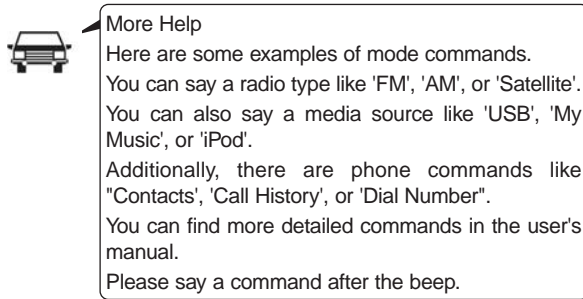 More Help
Here are some examples of mode commands.
You can say a radio type like 'FM', 'AM', or 'Satellite'.
You can also say a media source like 'USB', 'My
Music', or 'iPod'.
Additionally, there are phone commands like
"Contacts', 'Call History', or 'Dial Number".
You can find more detailed commands in the user's
manual.
Please say a command after the beep.